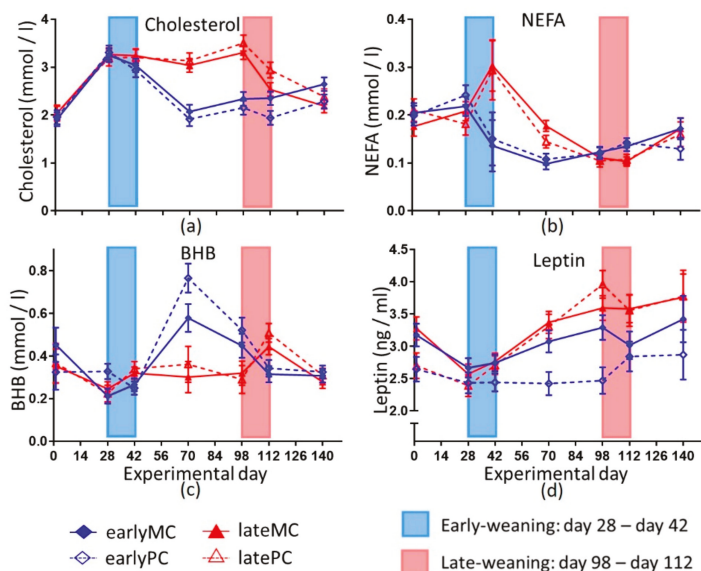 Cholesterol
Cholesterol (mmol / l)
4
3
2
1
0
(a)
NEFA
NEFA (mmol / l)
0.4
0.3
0.2
0.1
0.0
(b)
BHB
BHB (mmol / l)
0.8
0.6
0.4
0.2
0.0
0 14 28 42 56 70 84 98 112 126 140
Experimental day
(c)
Leptin
Leptin (ng / ml)
4.5
4.0
3.5
3.0
2.5
2.0
0 14 28 42 56 70 84 98 112 126 140
Experimental day
(d)
earlyMC
lateMC
earlyPC
latePC
Early-weaning: day 28 – day 42
Late-weaning: day 98 – day 112